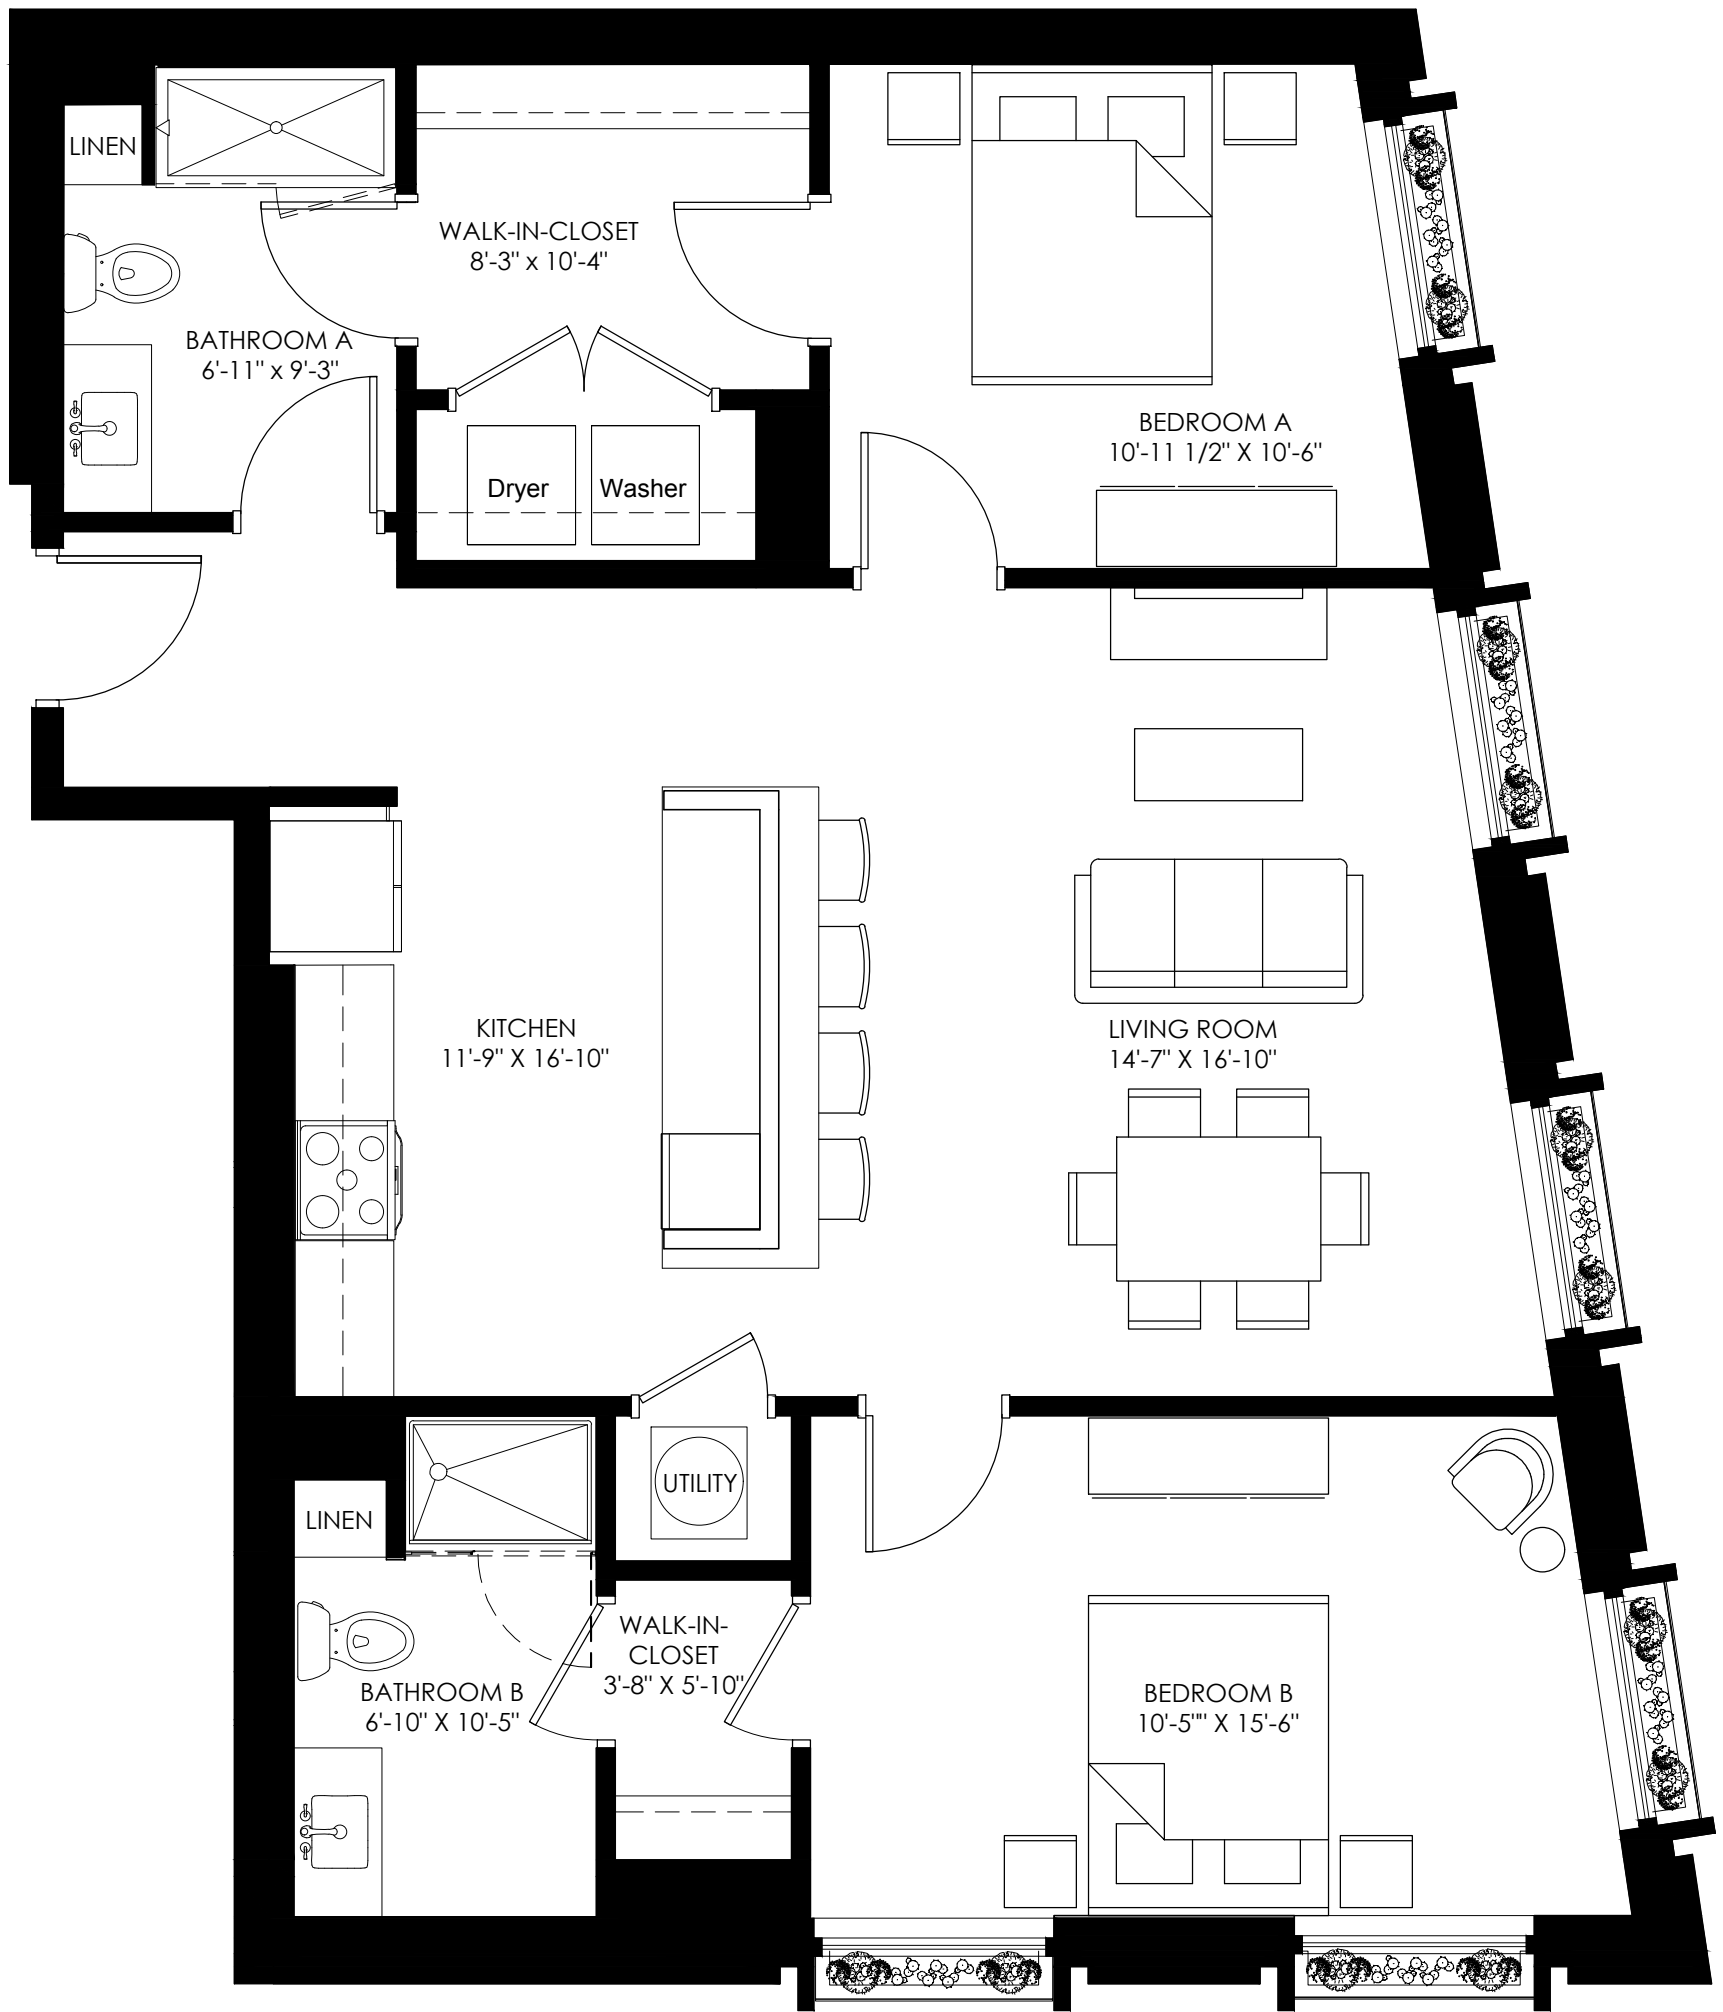 LINEN
WALK-IN-CLOSET
8'-3" x 10'-4"
BATHROOM A
6'-11" x 9'-3"
BEDROOM A
10'-11 1/2" X 10'-6"
Dryer
Washer
KITCHEN
11'-9" X 16'-10"
LIVING ROOM
14'-7" X 16'-10"
UTILITY
LINEN
WALK-IN-
CLOSET
3'-8" X 5'-10"
BATHROOM B
6'-10" X 10'-5"
BEDROOM B
10'-5"" X 15'-6"